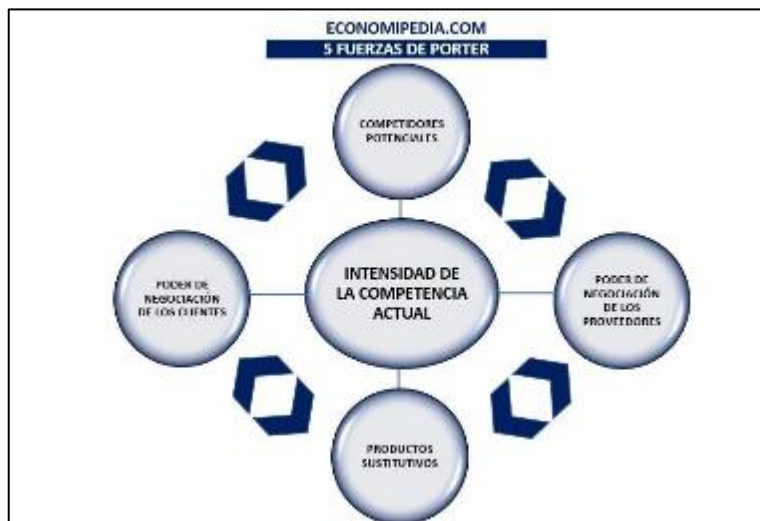 ECONOMIPEDIA.COM
5 FUERZAS DE PORTER
COMPETIDORES
POTENCIALES
PODER DE
NEGOCIACIÓN
DE LOS CLIENTES
INTENSIDAD DE
LA COMPETENCIA
ACTUAL
PODER DE
NEGOCIACIÓN
DE LOS
PROVEEDORES
PRODUCTOS
SUSTITUTIVOS